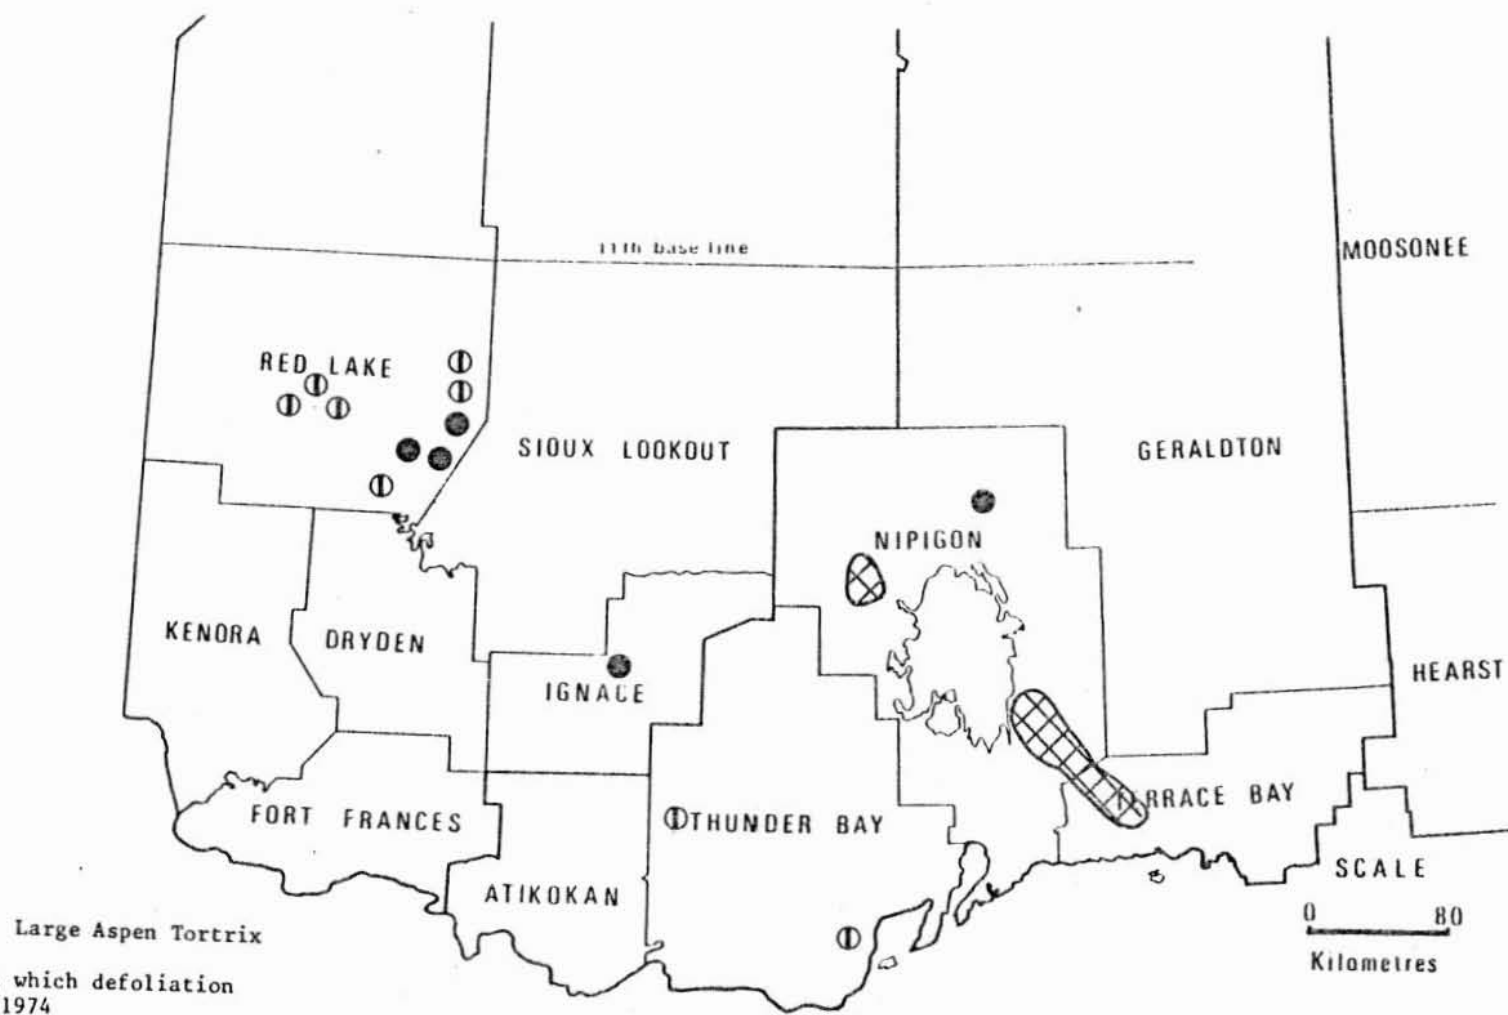 11th base line
MOOSONEE
RED LAKE
SIOUX LOOKOUT
GERALDTON
NIPIGON
KENORA
DRYDEN
IGNACE
HEARST
FORT FRANCES
THUNDER BAY
TERRACE BAY
ATIKOKAN
SCALE
0 80
Kilometres
Large Aspen Tortrix
which defoliation
1974